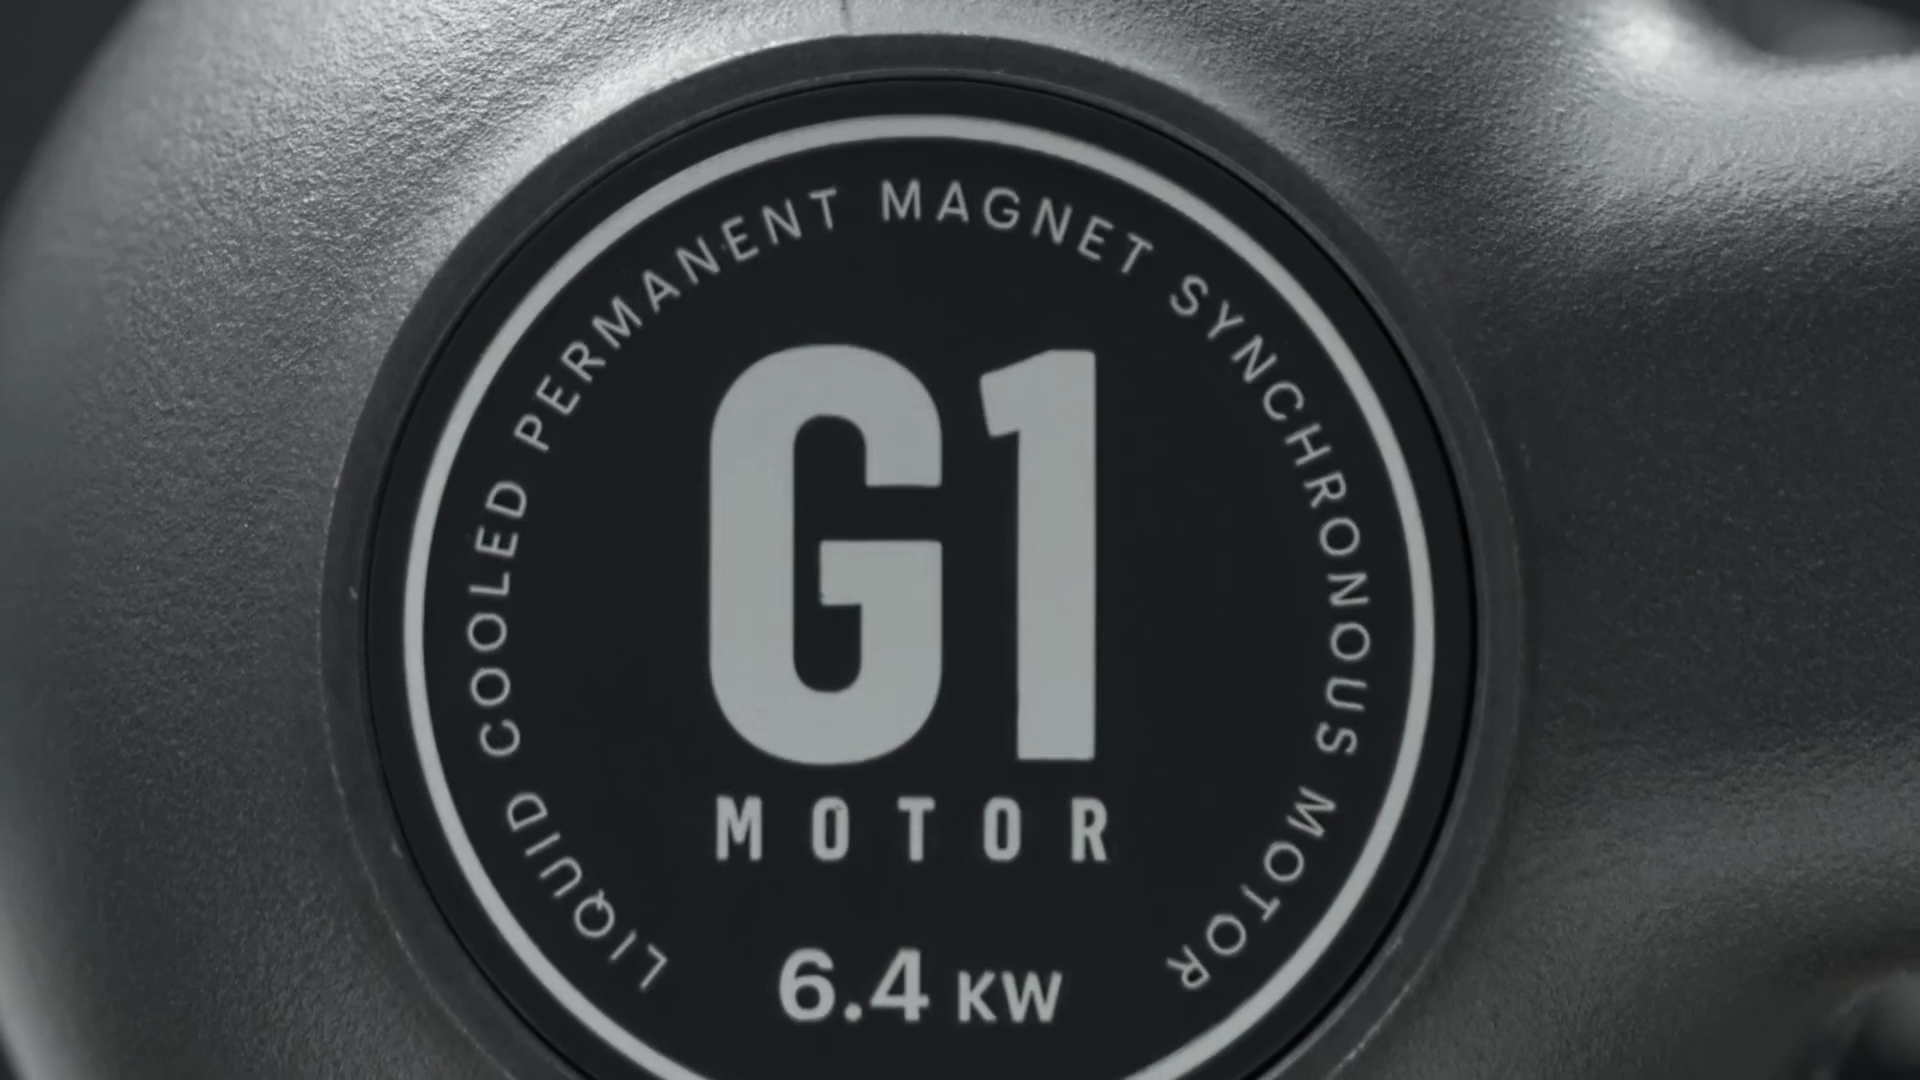 LIQUID COOLED PERMANENT MAGNET SYNCHRONOUS MOTOR
G1
MOTOR
6.4 KW